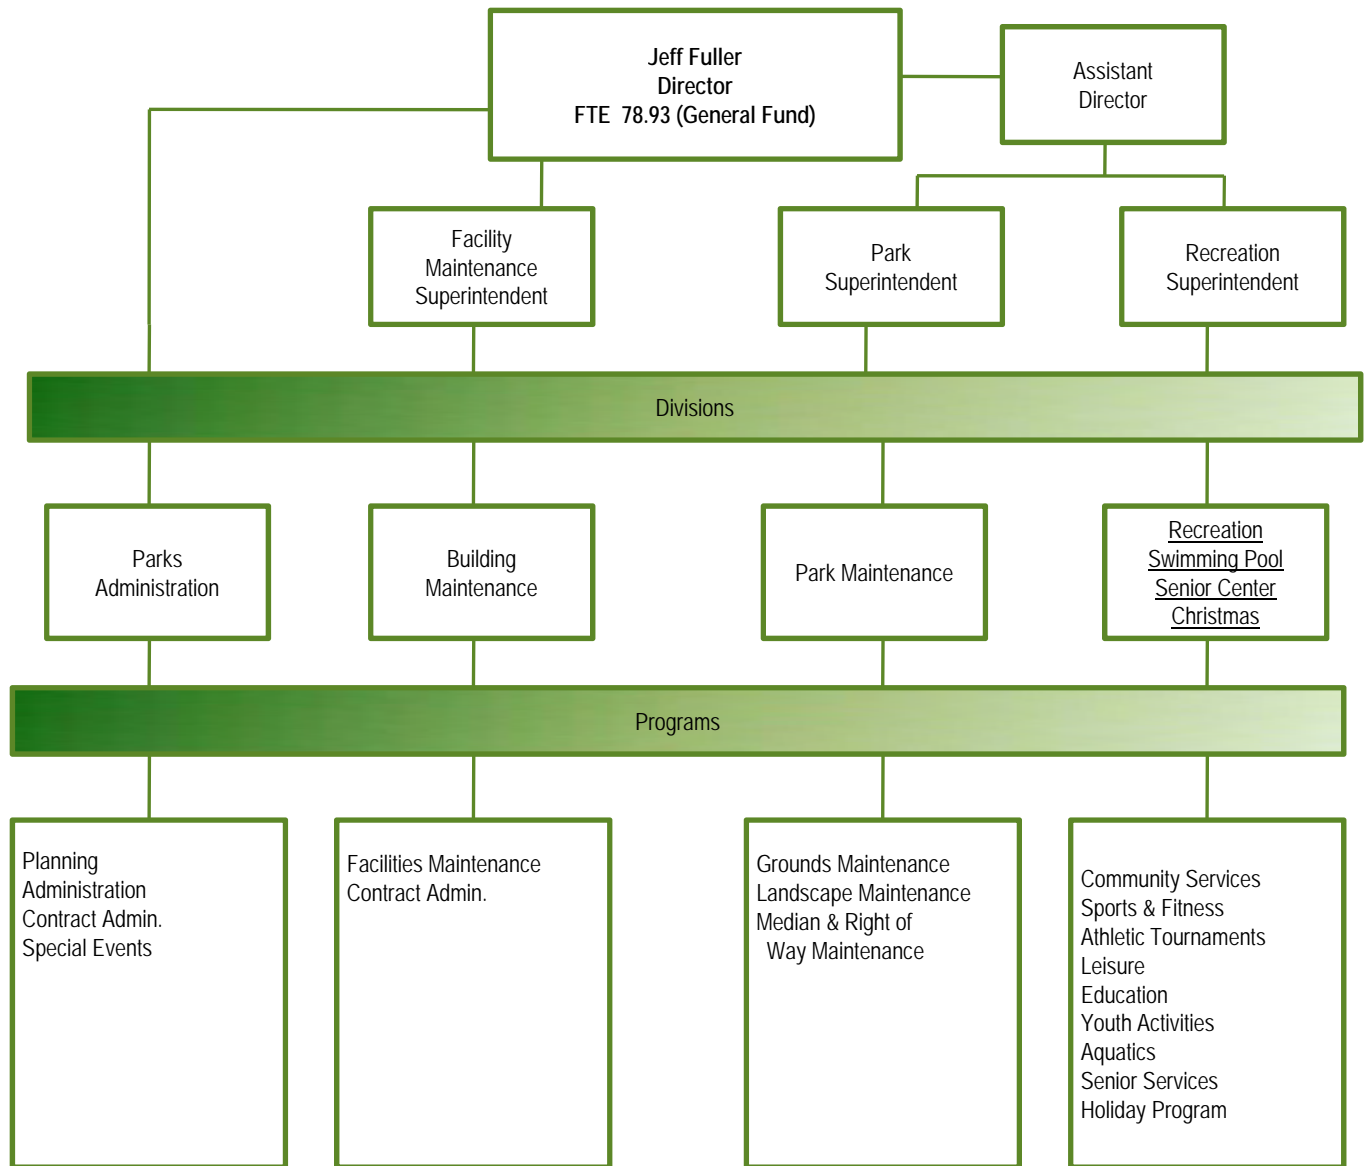 Jeff Fuller
Director
FTE 78.93 (General Fund)
Assistant
Director
Facility
Maintenance
Superintendent
Park
Superintendent
Recreation
Superintendent
Divisions
Parks
Administration
Building
Maintenance
Park Maintenance
Recreation
Swimming Pool
Senior Center
Christmas
Programs
Planning
Administration
Contract Admin.
Special Events
Facilities Maintenance
Contract Admin.
Grounds Maintenance
Landscape Maintenance
Median & Right of
Way Maintenance
Community Services
Sports & Fitness
Athletic Tournaments
Leisure
Education
Youth Activities
Aquatics
Senior Services
Holiday Program